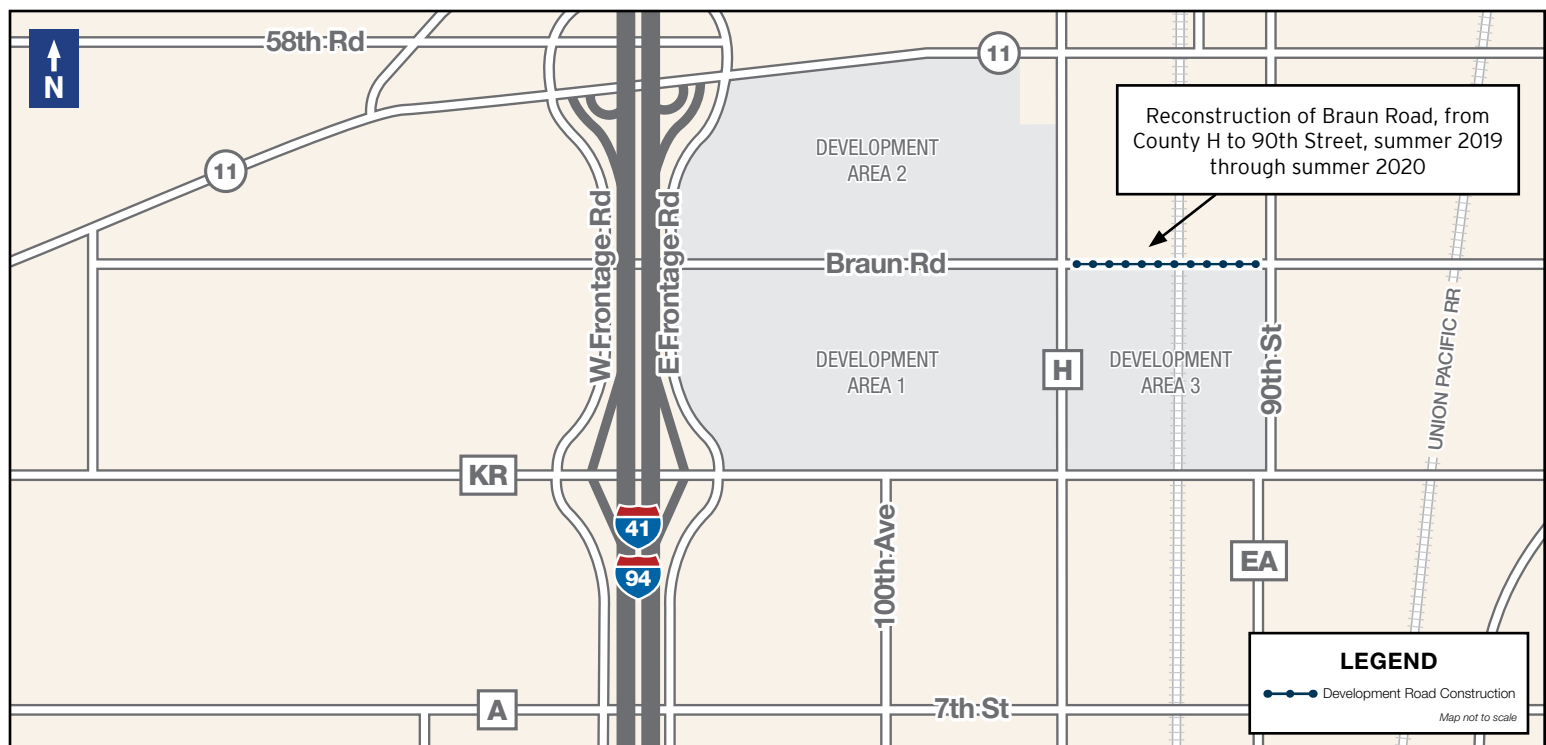 58th Rd
11
N
Reconstruction of Braun Road, from
County H to 90th Street, summer 2019
through summer 2020
DEVELOPMENT
AREA 2
11
W Frontage Rd
E Frontage Rd
Braun Rd
DEVELOPMENT
AREA 1
H
DEVELOPMENT
AREA 3
90th St
UNION PACIFIC RR
KR
41
94
100th Ave
EA
A
7th St
LEGEND
Development Road Construction
Map not to scale